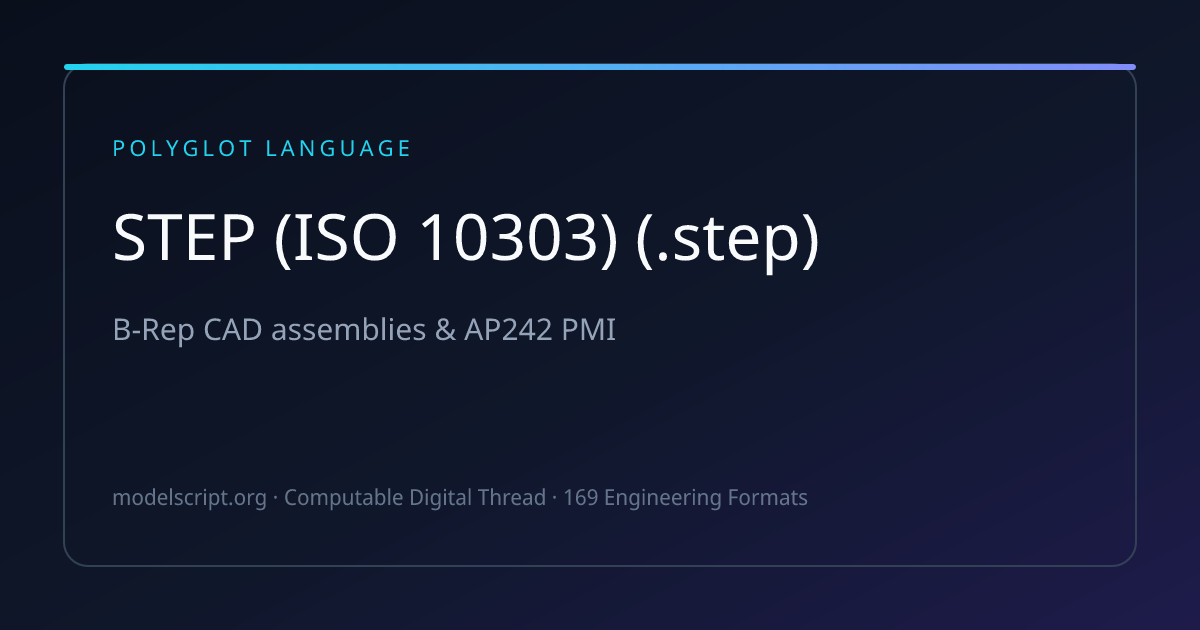 POLYGLOT LANGUAGE
STEP (ISO 10303) (.step)
B-Rep CAD assemblies & AP242 PMI
modelscript.org · Computable Digital Thread · 169 Engineering Formats